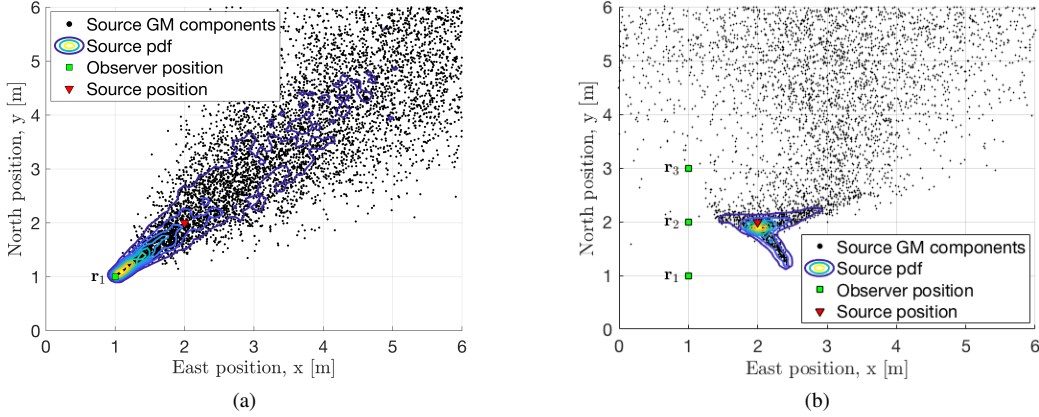 6
5
4
3
2
1
0
North position, y [m]
Source GM components
Source pdf
Observer position
Source position
r1
0 1 2 3 4 5 6
East position, x [m]
(a)
6
5
4
3
2
1
0
North position, y [m]
r3
r2
r1
Source GM components
Source pdf
Observer position
Source position
0 1 2 3 4 5 6
East position, x [m]
(b)